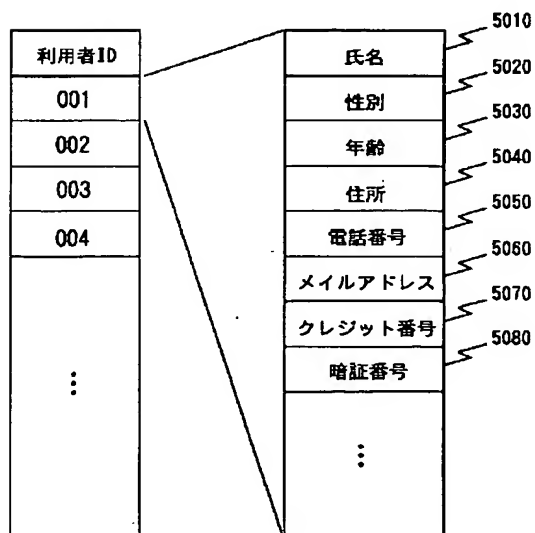 利用者ID
001
002
003
004
⋮
氏名
性別
年齢
住所
電話番号
メイルアドレス
クレジット番号
暗証番号
⋮
5010
5020
5030
5040
5050
5060
5070
5080